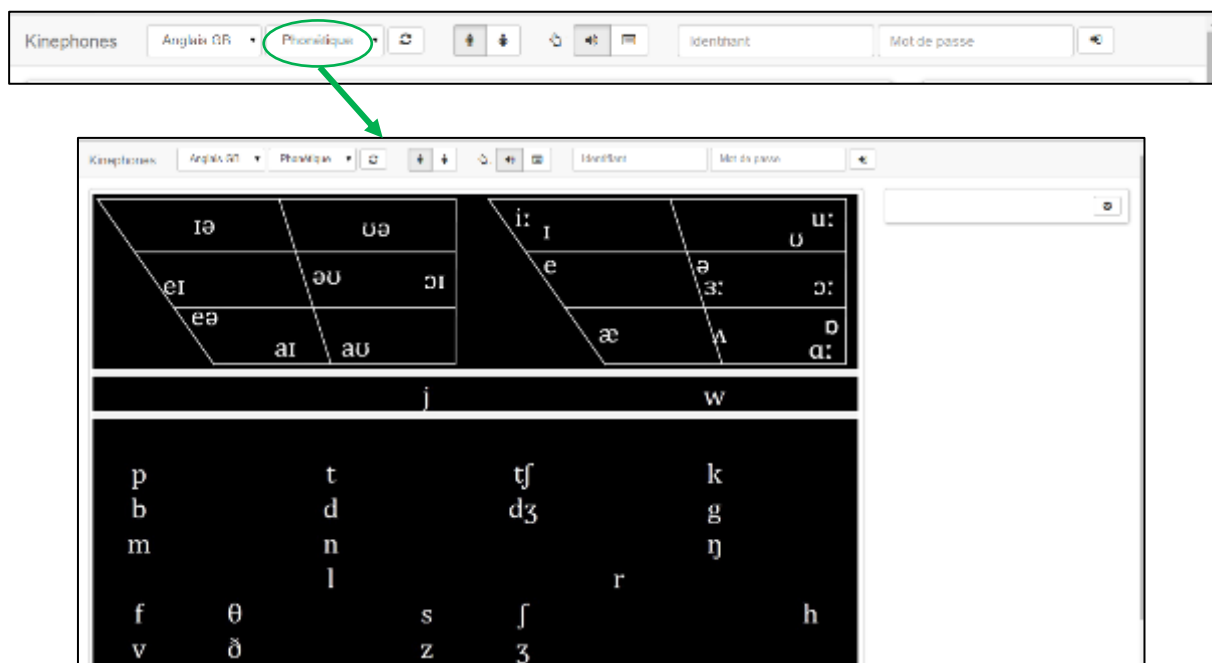 Kinephones Anglais GB Phonétique Identifiant Mot de passe
Kinephones Anglais GB Phonétique Identifiant Mot de passe
ɪə ʊə iː ɪ uː ʊ
eɪ əʊ ɔɪ e ə ɜː ɔː
eə aɪ aʊ æ ʌ ɒ ɑː
j w
p t tʃ k
b d dʒ g
m n ŋ
l r
f θ s ʃ h
v ð z ʒ